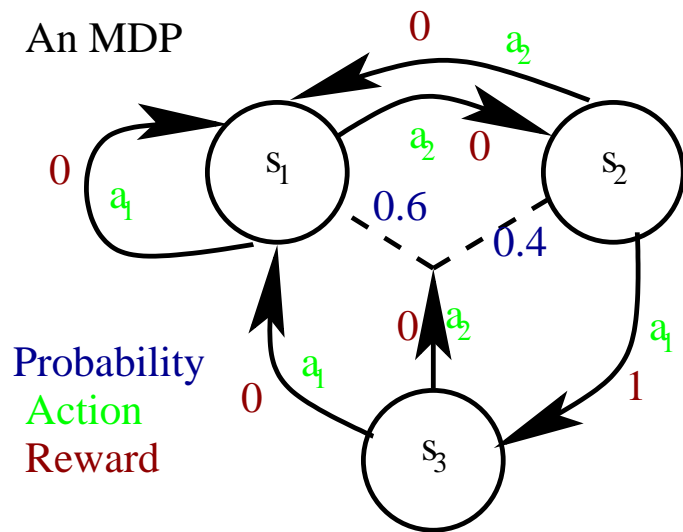 An MDP
0
a₂
0
a₁
s₁
a₂
0
s₂
0.6
0.4
0
a₂
a₁
1
a₁
0
s₃
Probability
Action
Reward